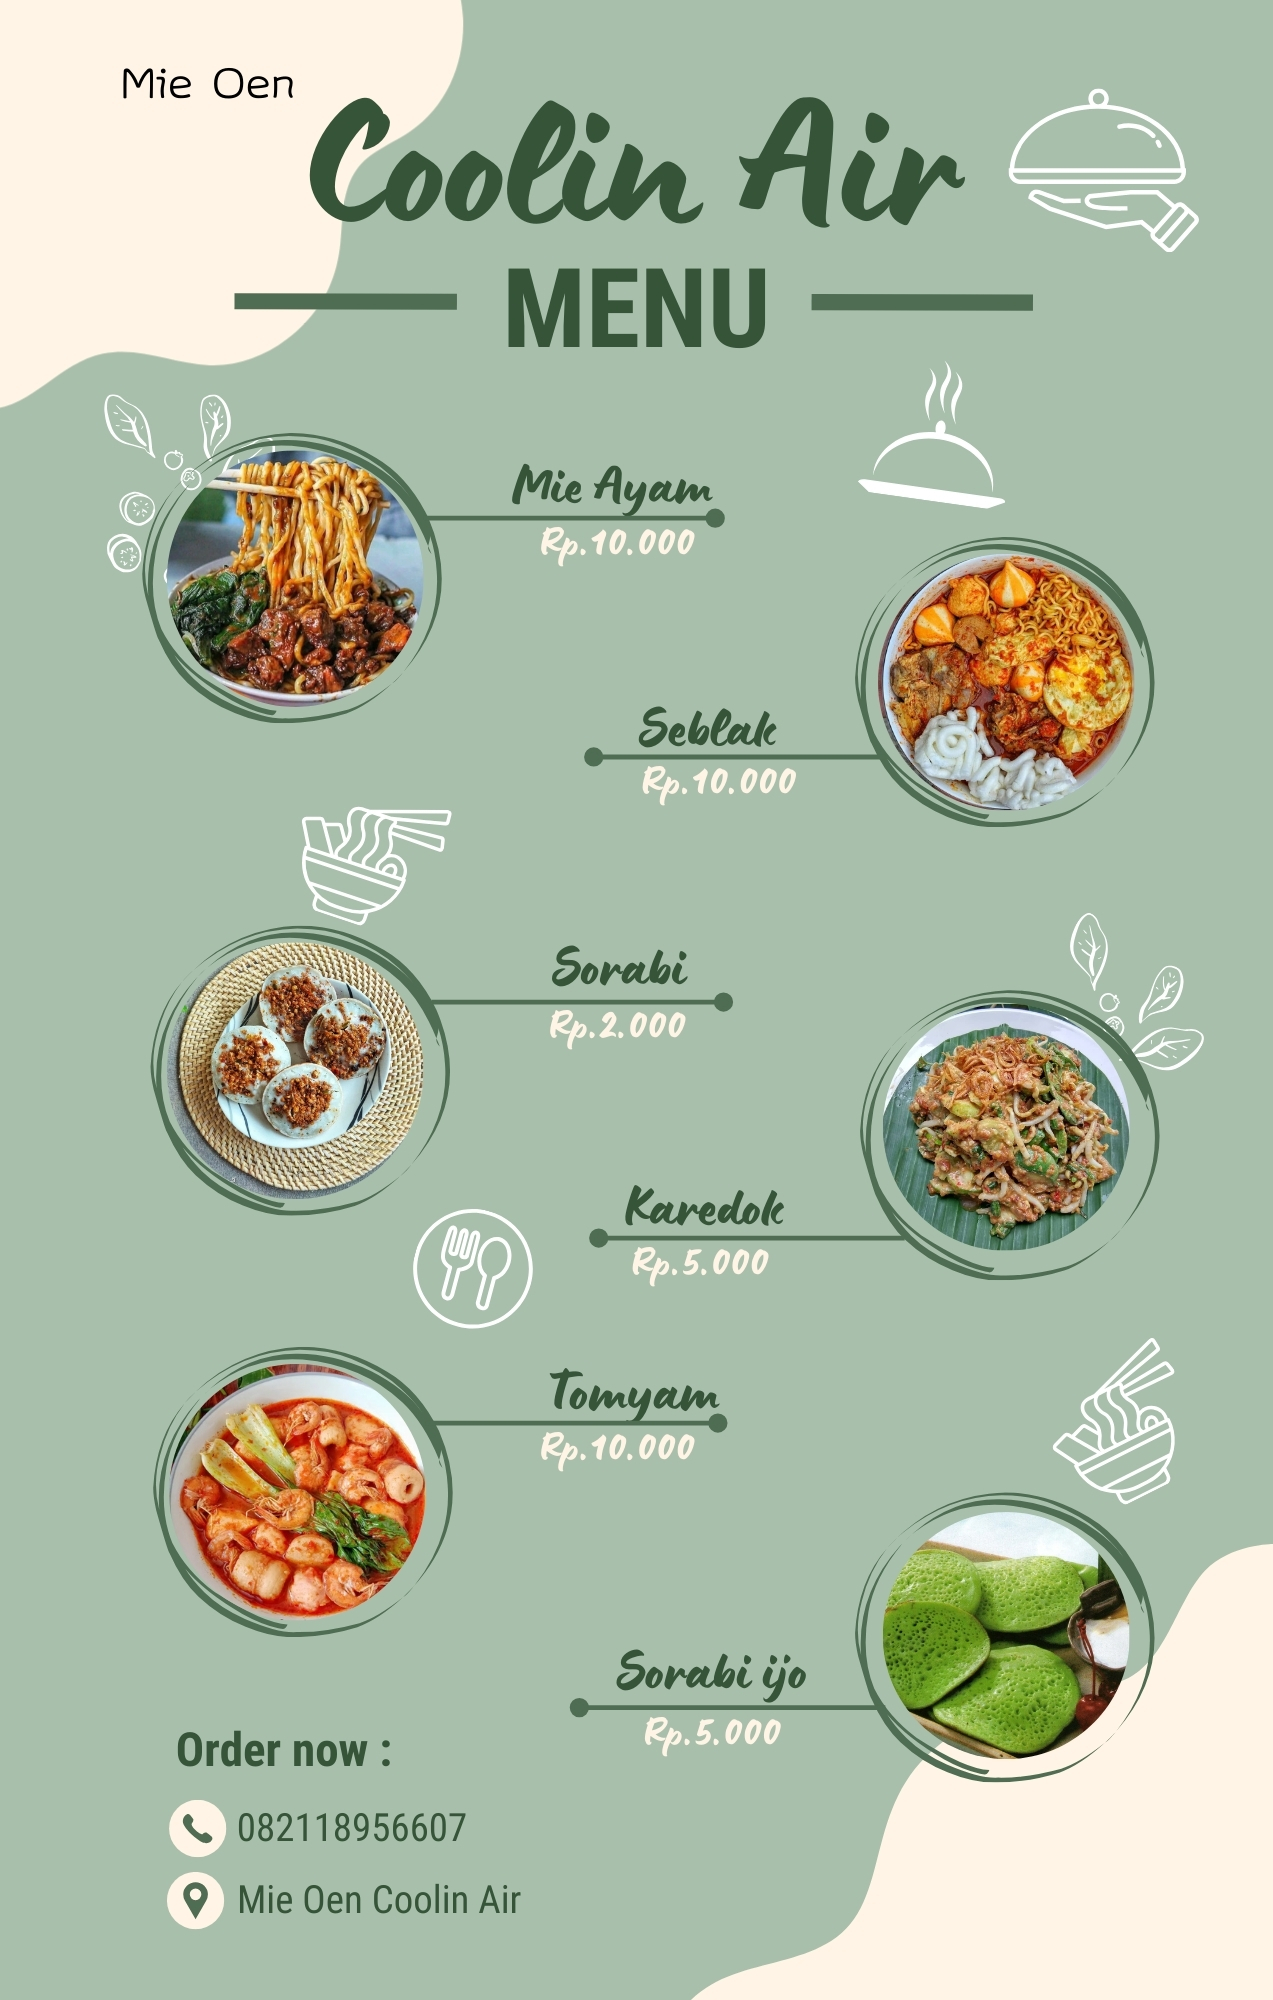 Mie Oen
Coolin Air
MENU
Mie Ayam
Rp.10.000
Seblak
Rp.10.000
Sorabi
Rp.2.000
Karedok
Rp.5.000
Tomyam
Rp.10.000
Sorabi ijo
Rp.5.000
Order now :
082118956607
Mie Oen Coolin Air